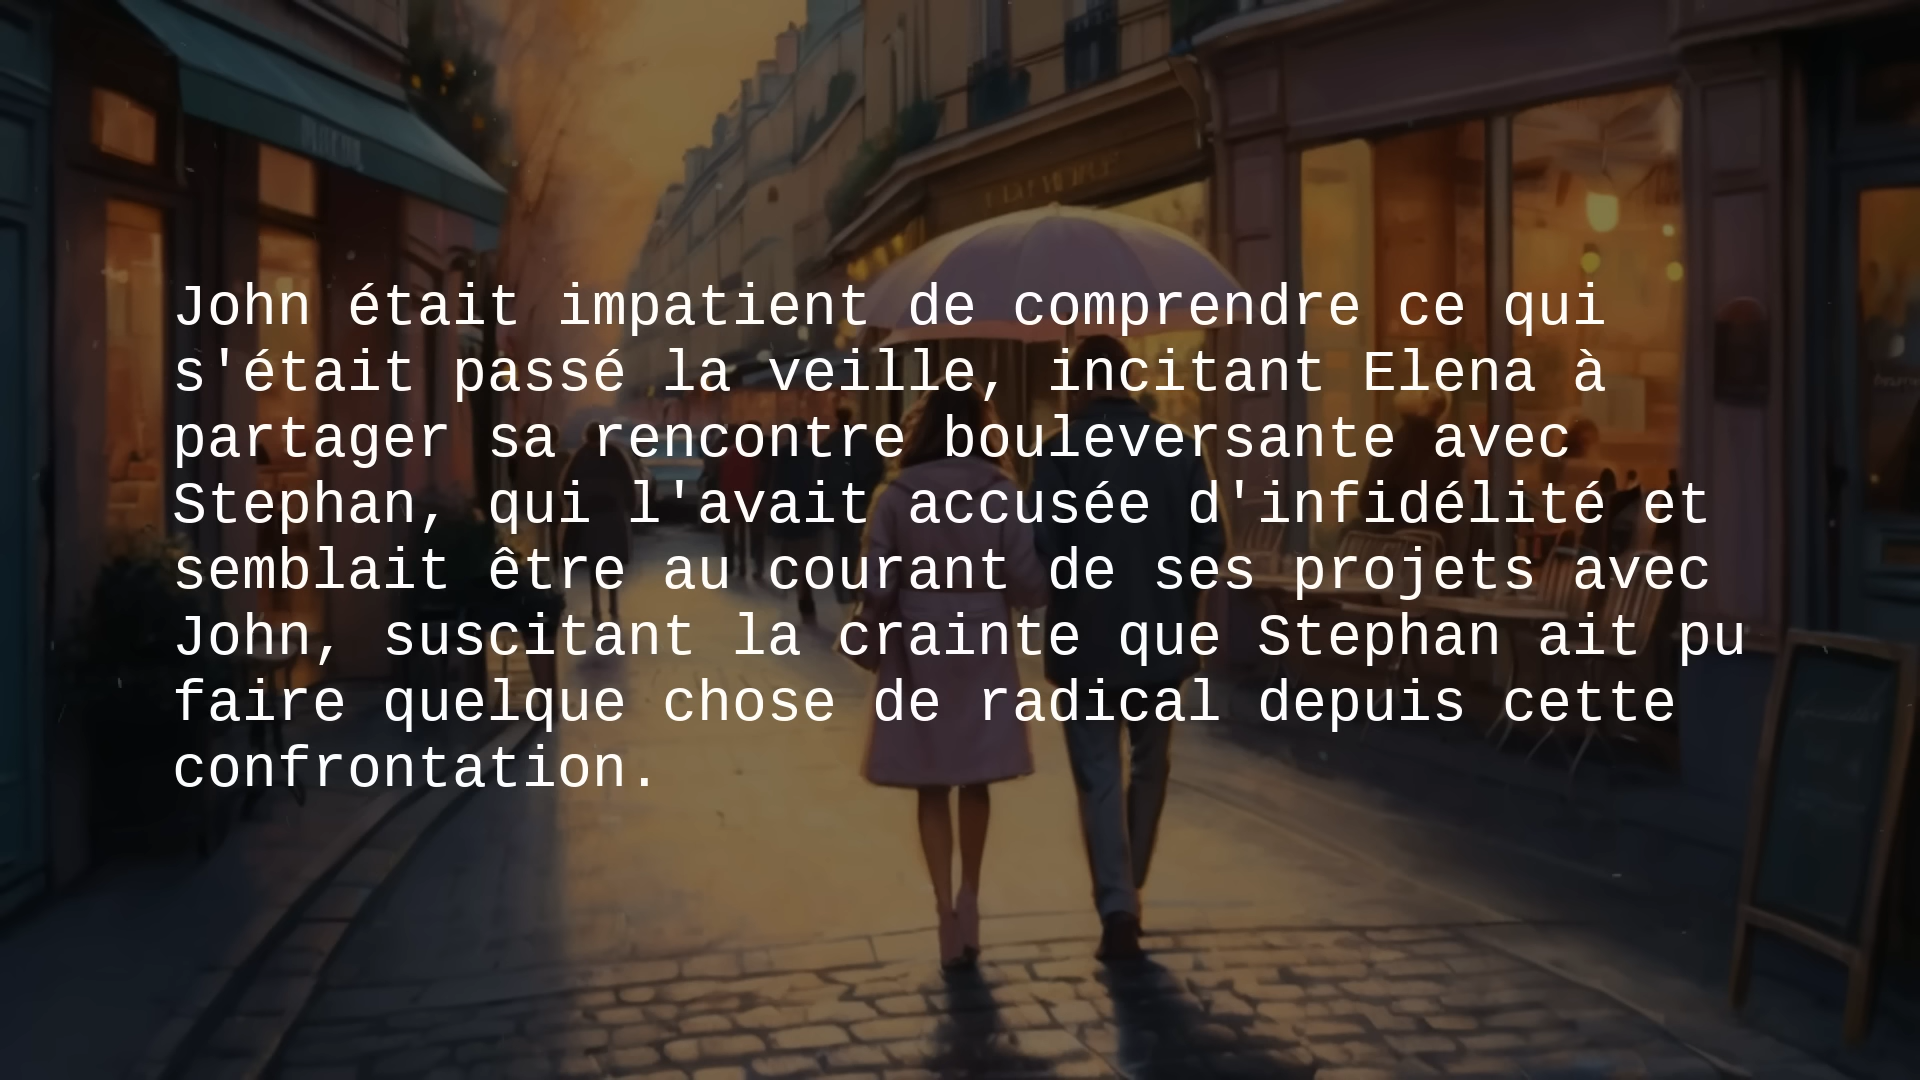 John était impatient de comprendre ce qui
s'était passé la veille, incitant Elena à
partager sa rencontre bouleversante avec
Stephan, qui l'avait accusée d'infidélité et
semblait être au courant de ses projets avec
John, suscitant la crainte que Stephan ait pu
faire quelque chose de radical depuis cette
confrontation.